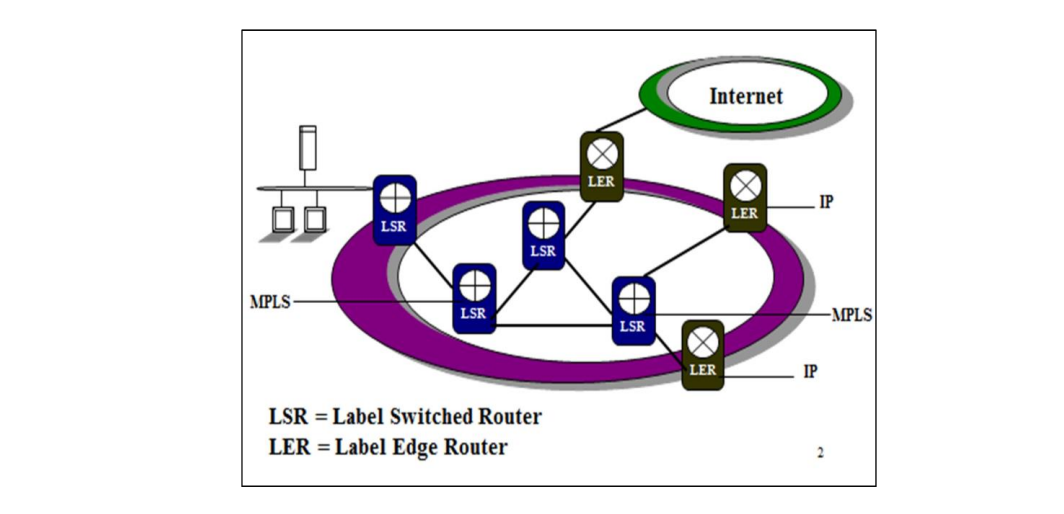 Internet
LER
LER
IP
LSR
LSR
LSR
MPLS
LSR
MPLS
LER
IP
LSR = Label Switched Router
LER = Label Edge Router
2